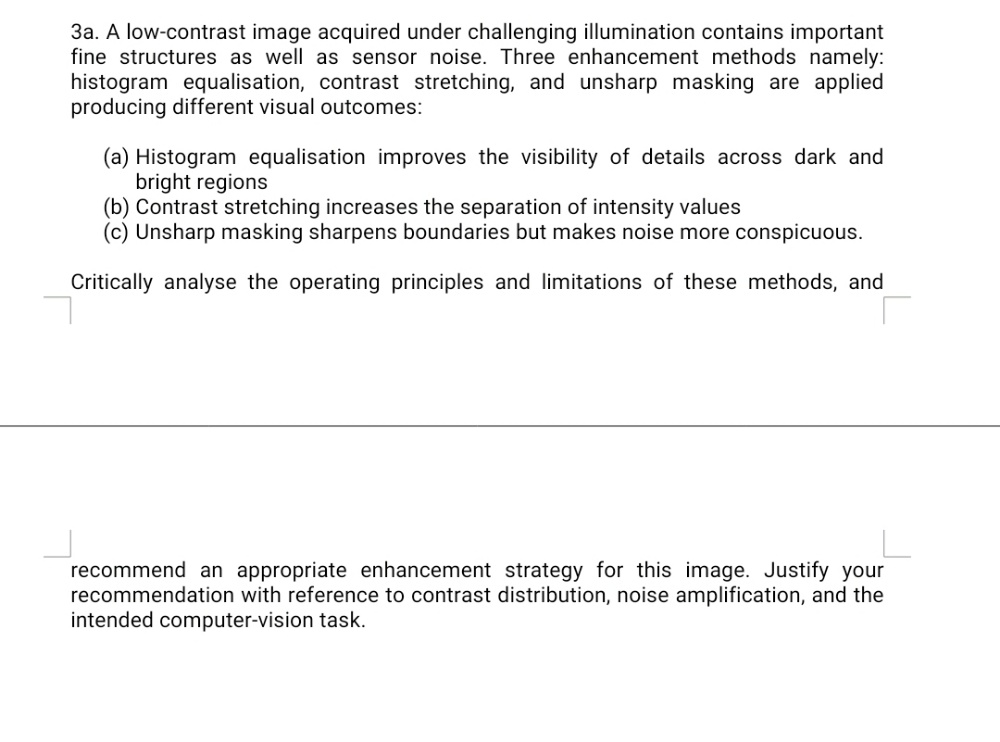 3a. A low-contrast image acquired under challenging illumination contains important
fine structures as well as sensor noise. Three enhancement methods namely:
histogram equalisation, contrast stretching, and unsharp masking are applied
producing different visual outcomes:
(a) Histogram equalisation improves the visibility of details across dark and
bright regions
(b) Contrast stretching increases the separation of intensity values
(c) Unsharp masking sharpens boundaries but makes noise more conspicuous.
Critically analyse the operating principles and limitations of these methods, and
recommend an appropriate enhancement strategy for this image. Justify your
recommendation with reference to contrast distribution, noise amplification, and the
intended computer-vision task.